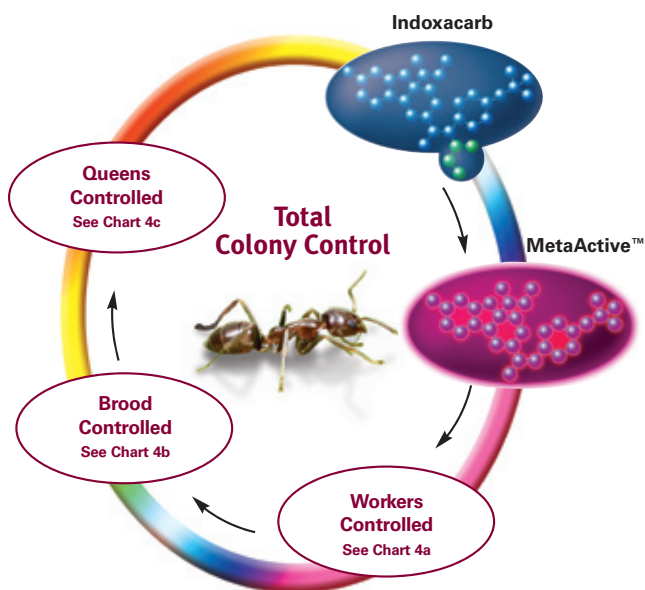 Indoxacarb
Queens
Controlled
See Chart 4c
Total
Colony Control
MetaActive™
Brood
Controlled
See Chart 4b
Workers
Controlled
See Chart 4a